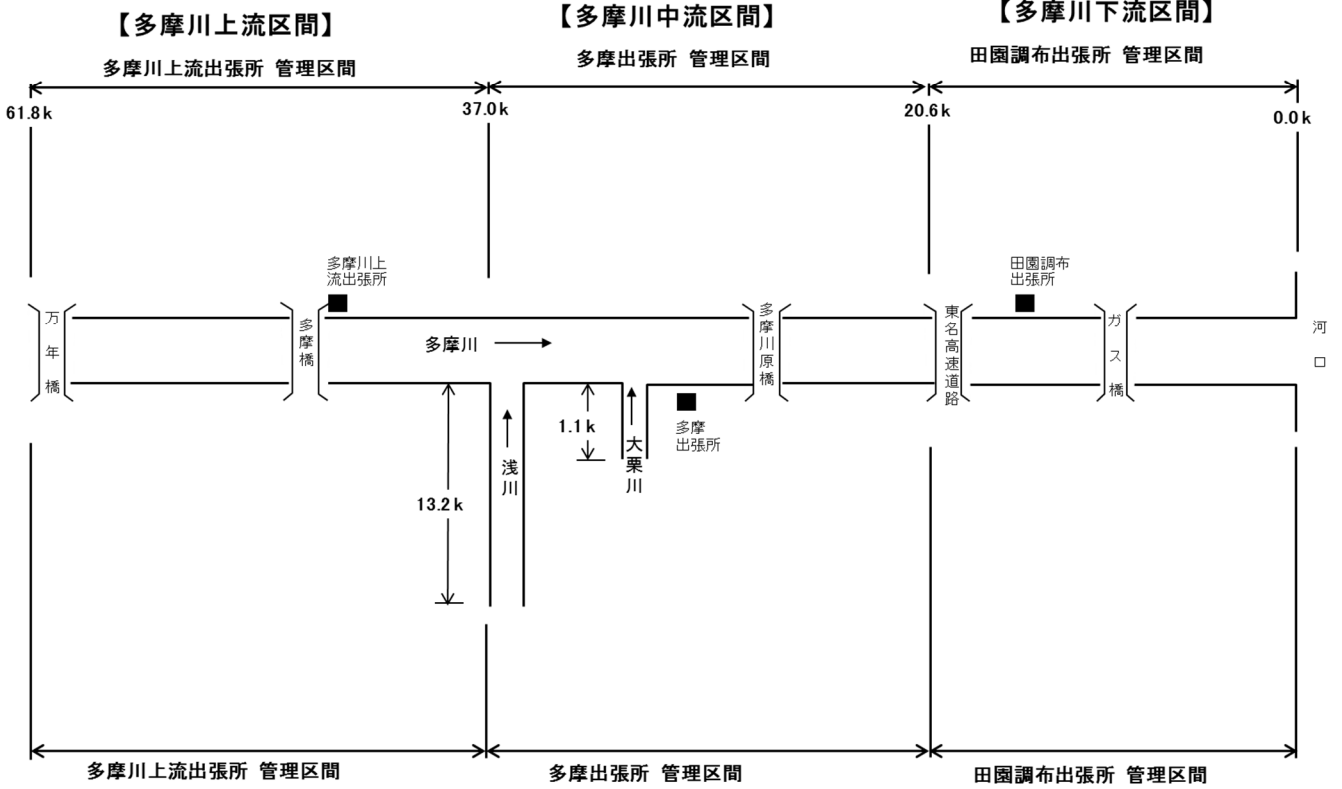 【多摩川上流区間】
【多摩川中流区間】
【多摩川下流区間】
多摩川上流出張所 管理区間
多摩出張所 管理区間
田園調布出張所 管理区間
61.8k
37.0k
20.6k
0.0k
多摩川上
流出張所
田園調布
出張所
万年橋
多摩橋
多摩川
多摩川原橋
東名高速道路
ガス橋
河口
1.1k
大栗川
多摩
出張所
浅川
13.2k
多摩川上流出張所 管理区間
多摩出張所 管理区間
田園調布出張所 管理区間